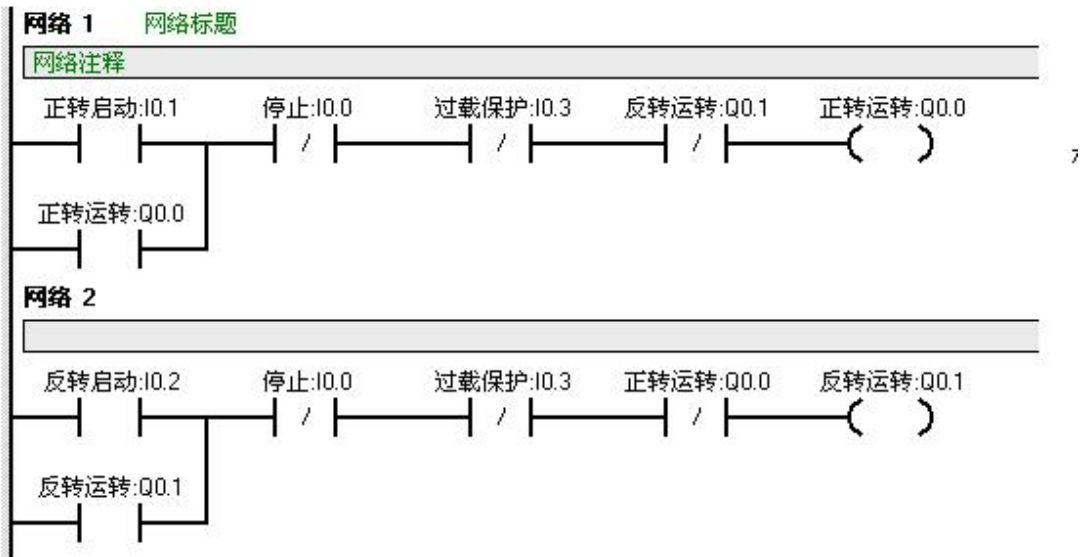 网络 1 网络标题
网络注释
正转启动:I0.1 停止:I0.0 过载保护:I0.3 反转运转:Q0.1 正转运转:Q0.0
正转运转:Q0.0
网络 2
反转启动:I0.2 停止:I0.0 过载保护:I0.3 正转运转:Q0.0 反转运转:Q0.1
反转运转:Q0.1